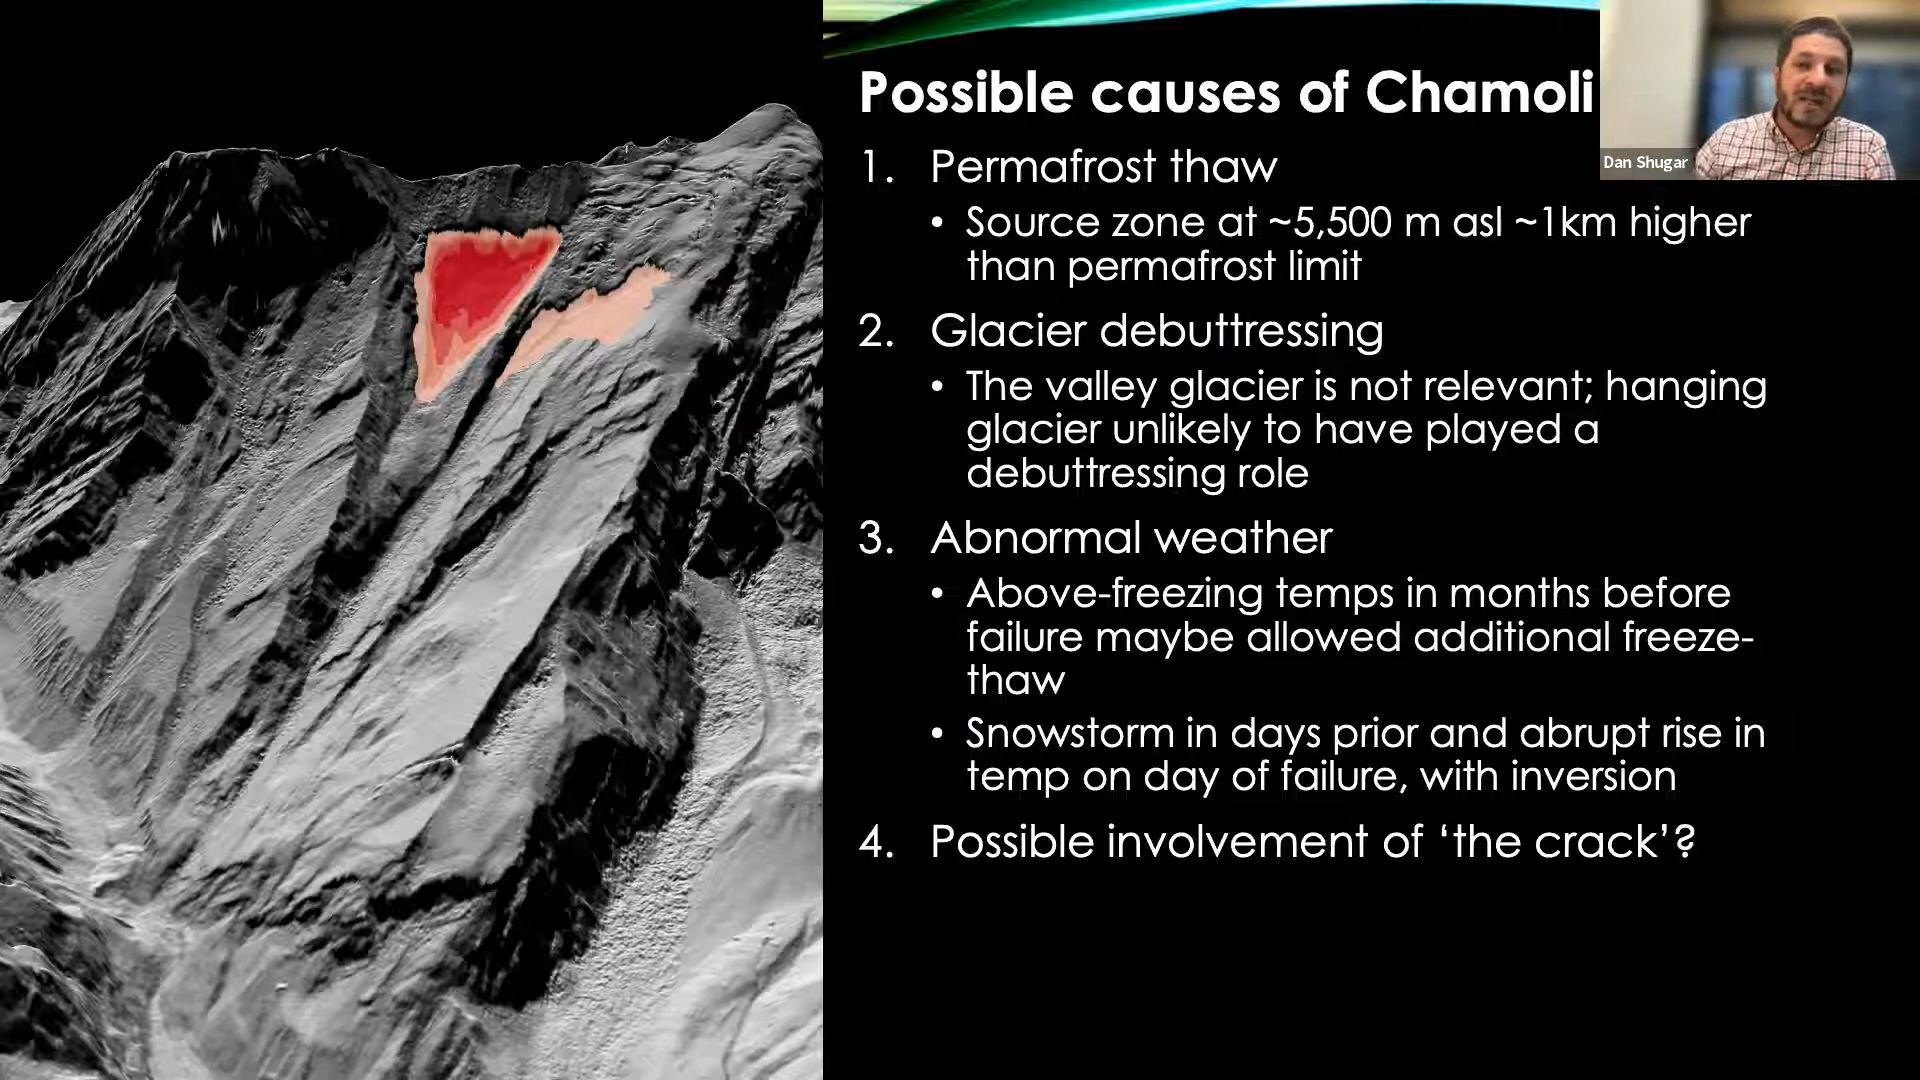 Possible causes of Chamoli
Dan Shugar
1. Permafrost thaw
• Source zone at ~5,500 m asl ~1km higher
than permafrost limit
2. Glacier debuttressing
• The valley glacier is not relevant; hanging
glacier unlikely to have played a
debuttressing role
3. Abnormal weather
• Above-freezing temps in months before
failure maybe allowed additional freeze-
thaw
• Snowstorm in days prior and abrupt rise in
temp on day of failure, with inversion
4. Possible involvement of ‘the crack’?